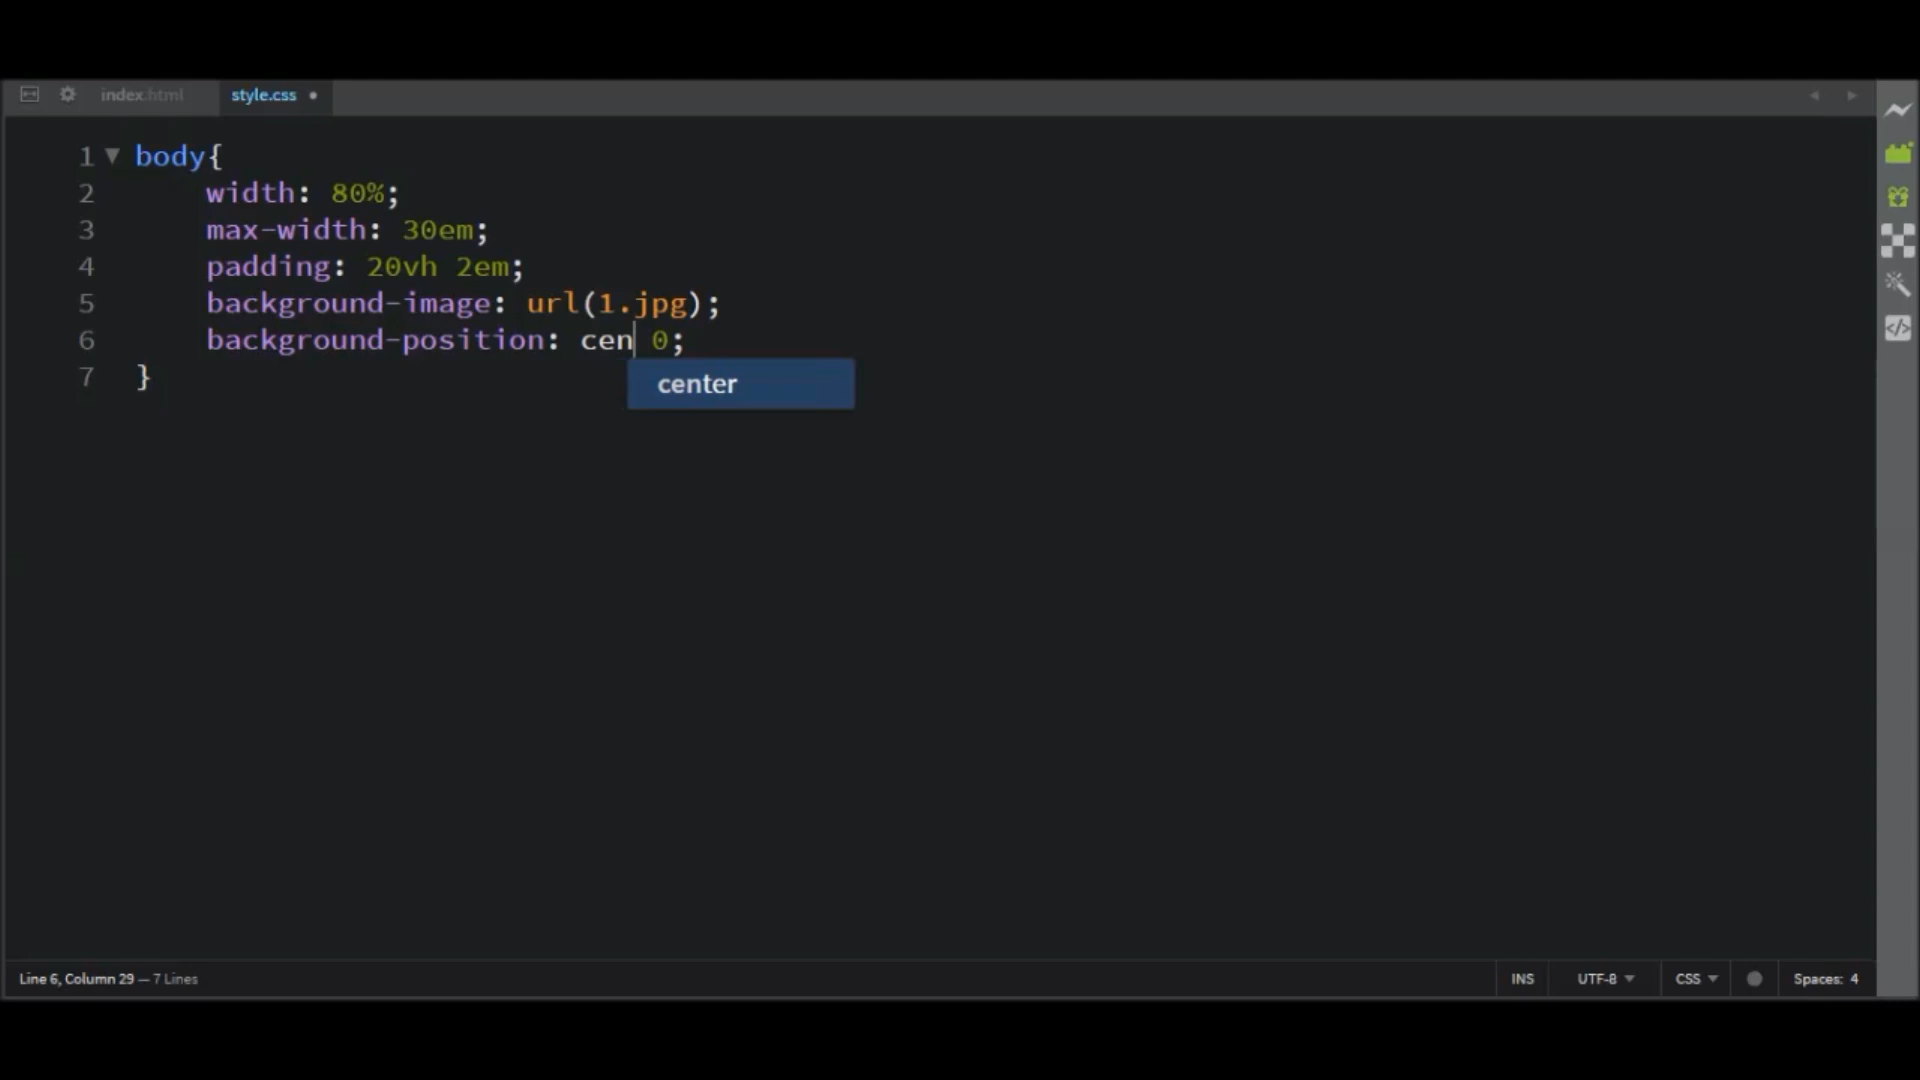 index.html style.css •
1 body{
2 width: 80%;
3 max-width: 30em;
4 padding: 20vh 2em;
5 background-image: url(1.jpg);
6 background-position: cen 0;
center
7 }
Line 6, Column 29 — 7 Lines INS UTF-8 CSS Spaces: 4